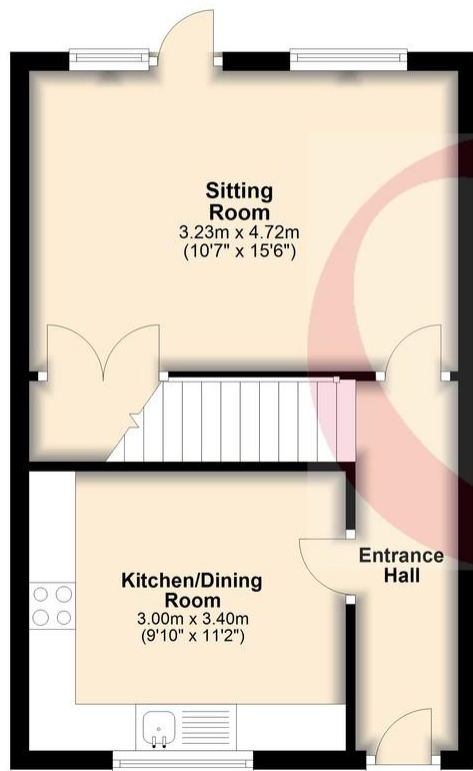 Sitting
Room
3.23m x 4.72m
(10'7" x 15'6")
Entrance
Hall
Kitchen/Dining
Room
3.00m x 3.40m
(9'10" x 11'2")